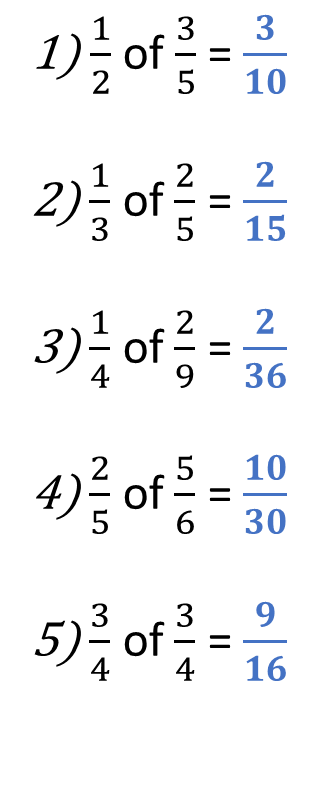 1) 1/2 of 3/5 = 3/10
2) 1/3 of 2/5 = 2/15
3) 1/4 of 2/9 = 2/36
4) 2/5 of 5/6 = 10/30
5) 3/4 of 3/4 = 9/16